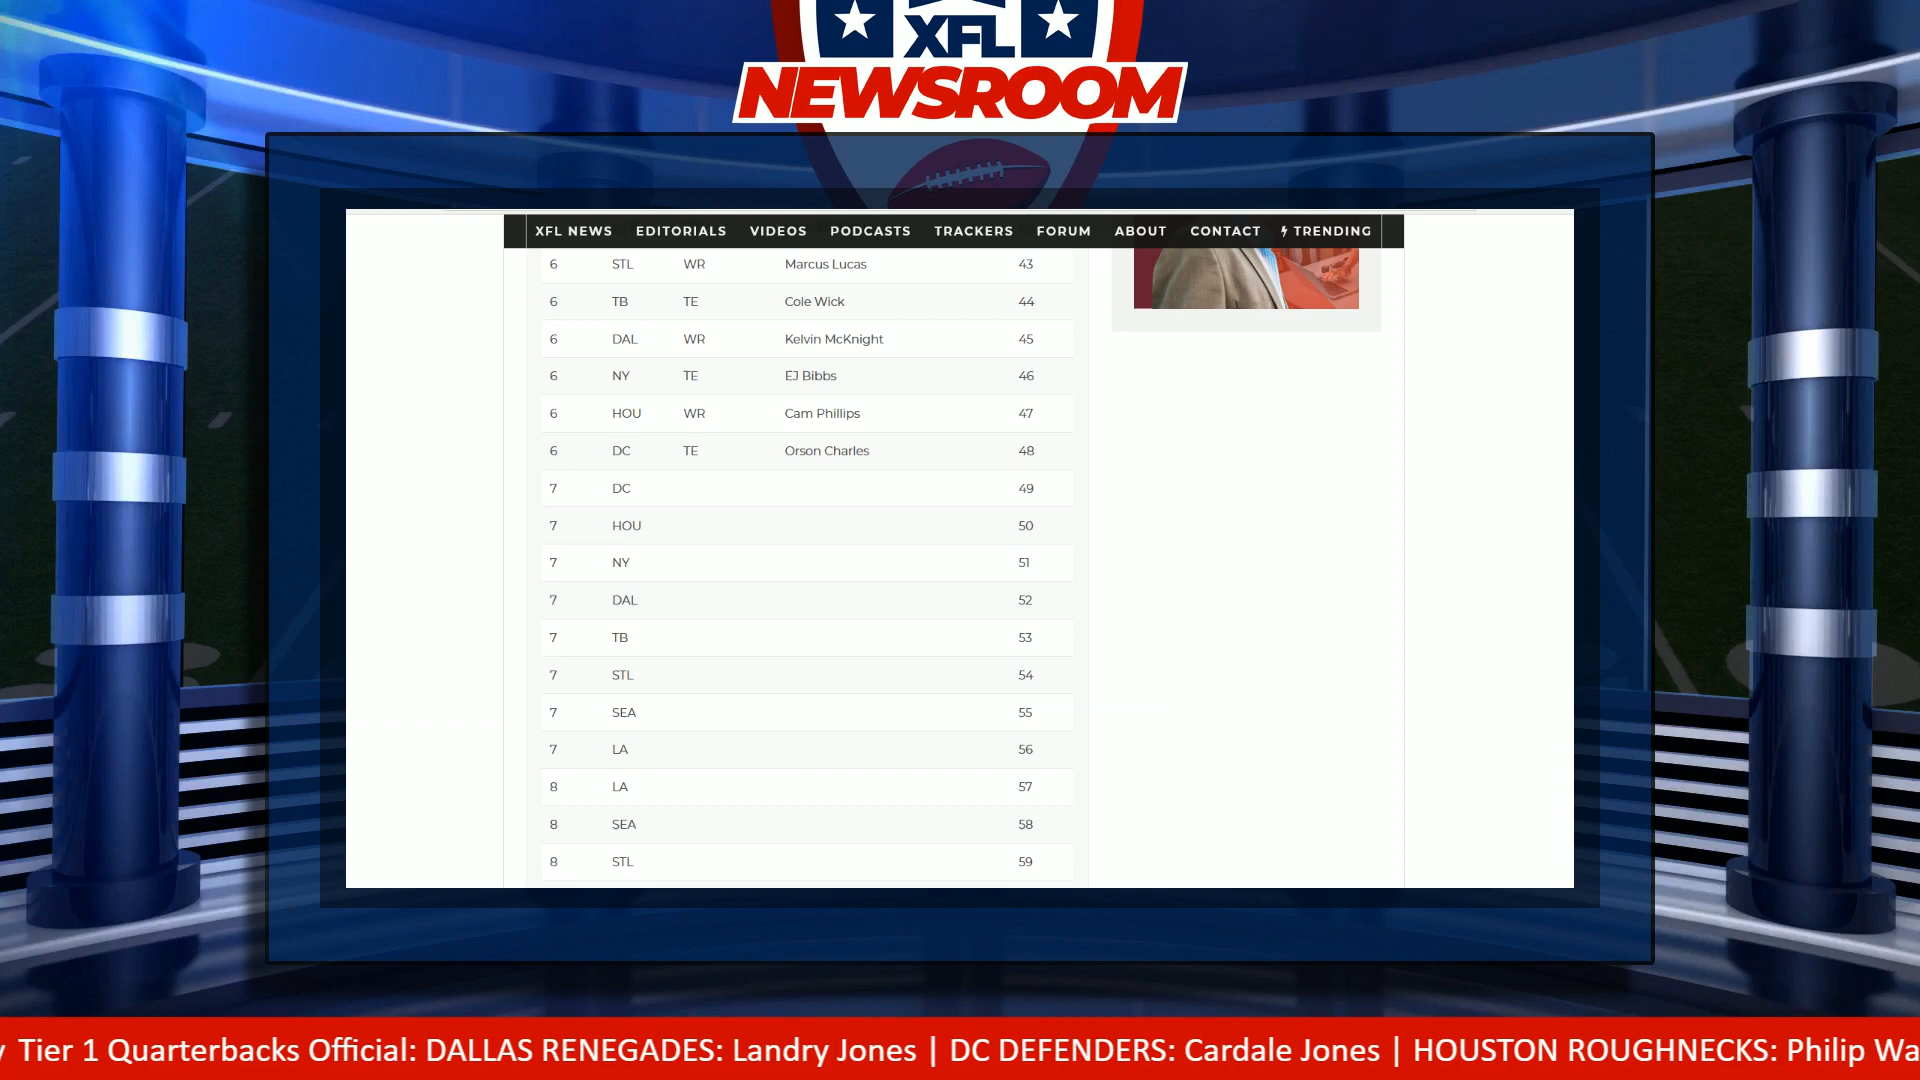 XFL
NEWSROOM
XFL NEWS EDITORIALS VIDEOS PODCASTS TRACKERS FORUM ABOUT CONTACT TRENDING
6 STL WR Marcus Lucas 43
6 TB TE Cole Wick 44
6 DAL WR Kelvin McKnight 45
6 NY TE EJ Bibbs 46
6 HOU WR Cam Phillips 47
6 DC TE Orson Charles 48
7 DC 49
7 HOU 50
7 NY 51
7 DAL 52
7 TB 53
7 STL 54
7 SEA 55
7 LA 56
8 LA 57
8 SEA 58
8 STL 59
Tier 1 Quarterbacks Official: DALLAS RENEGADES: Landry Jones | DC DEFENDERS: Cardale Jones | HOUSTON ROUGHNECKS: Philip Wa